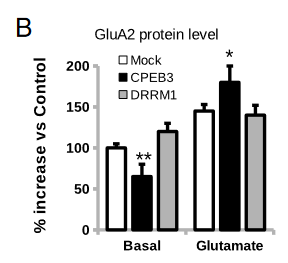 B
GluA2 protein level
Mock
CPEB3
DRRM1
% increase vs Control
200
150
100
50
0
**
*
Basal
Glutamate